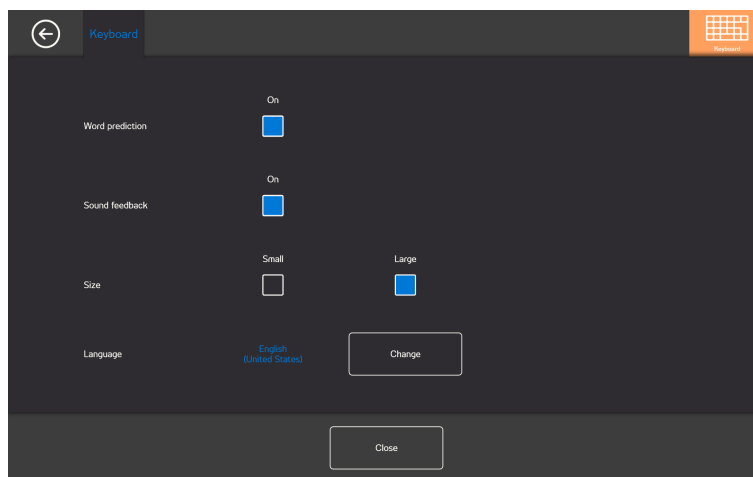 Keyboard
Keyboard
On
Word prediction
On
Sound feedback
Small Large
Size
English
(United States)
Language Change
Close